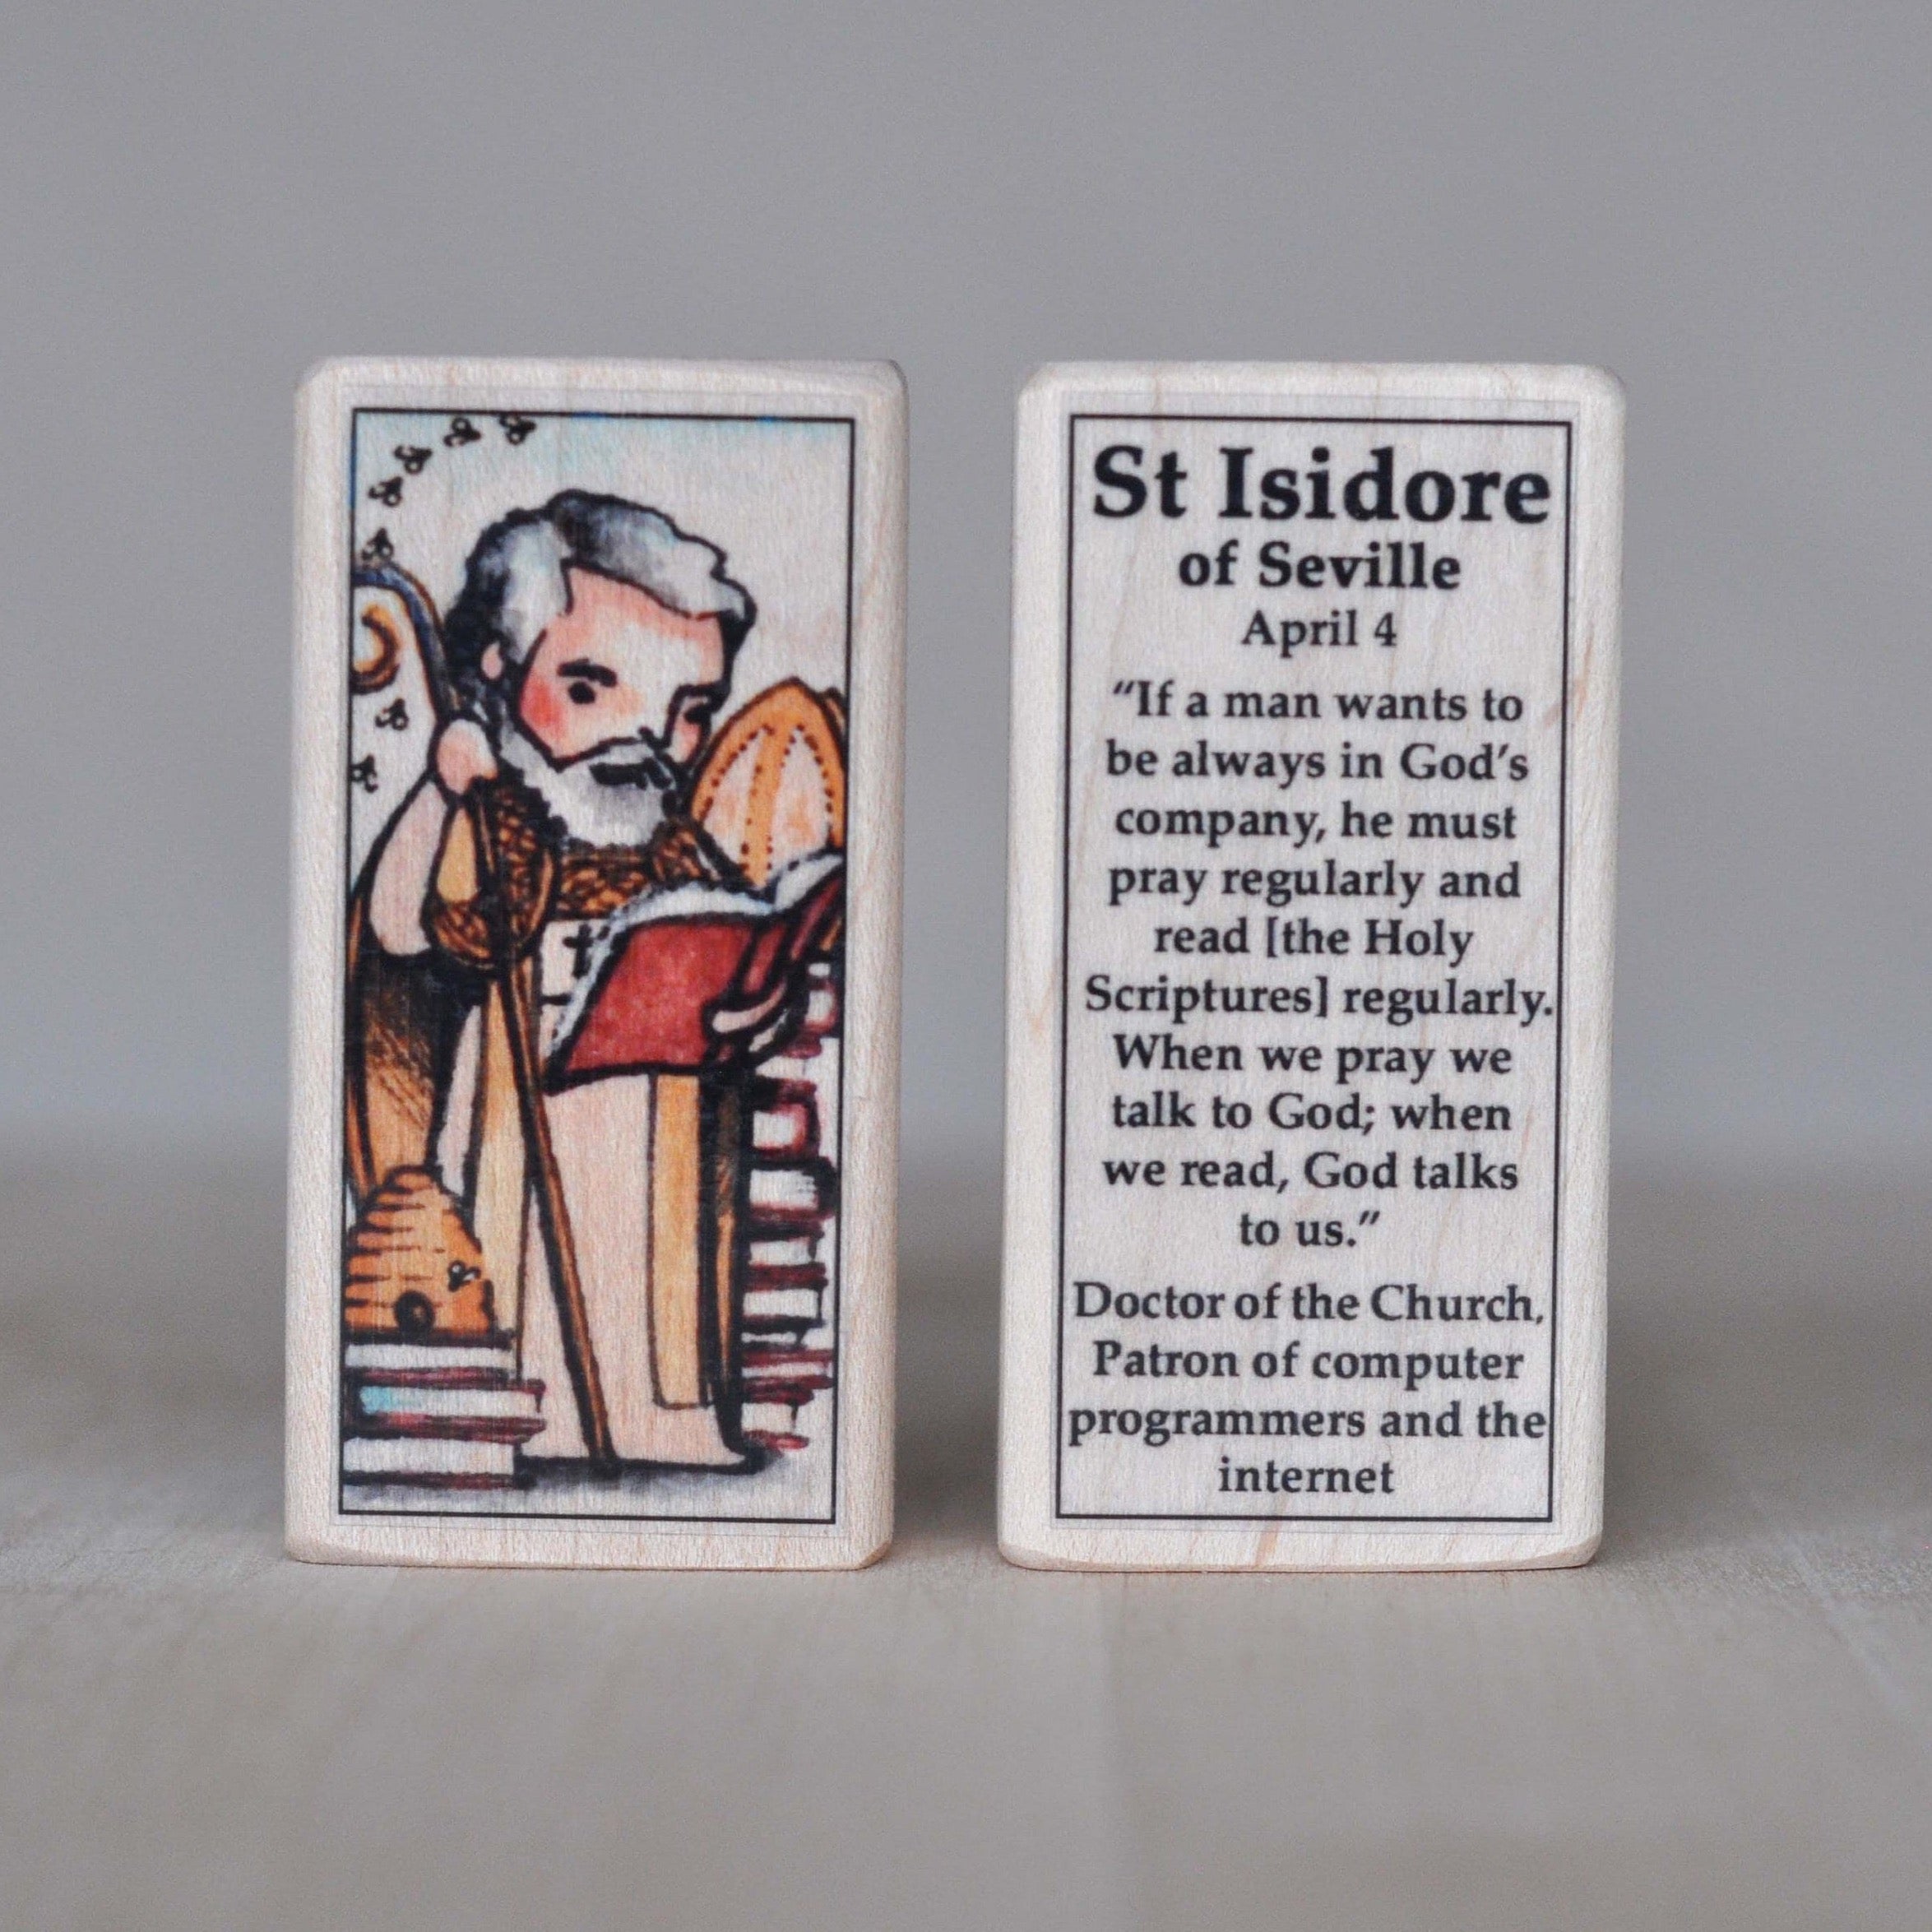 St Isidore
of Seville
April 4
“If a man wants to
be always in God’s
company, he must
pray regularly and
read [the Holy
Scriptures] regularly.
When we pray we
talk to God; when
we read, God talks
to us.”
Doctor of the Church,
Patron of computer
programmers and the
internet